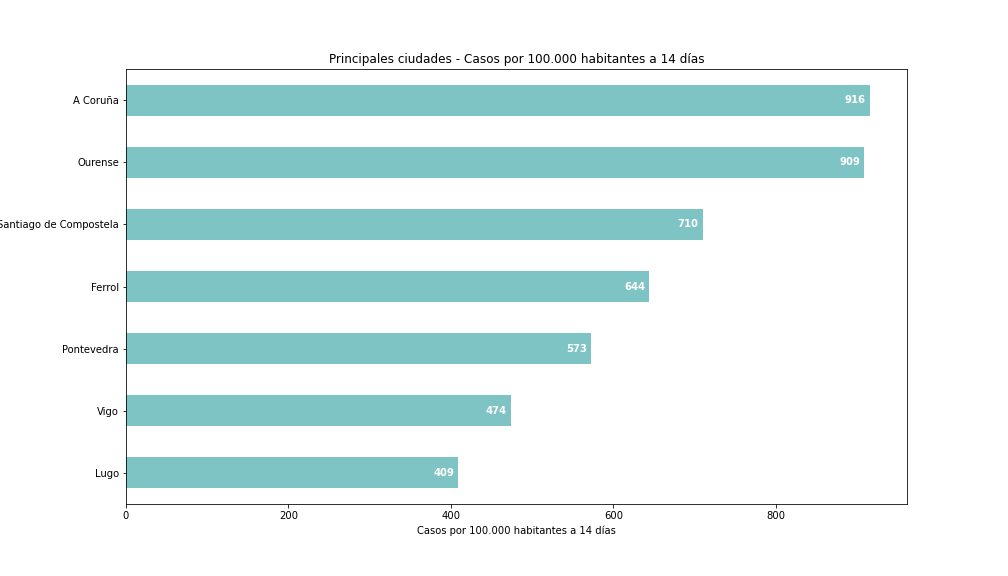 Principales ciudades - Casos por 100.000 habitantes a 14 días
A Coruña 916
Ourense 909
Santiago de Compostela 710
Ferrol 644
Pontevedra 573
Vigo 474
Lugo 409
0 200 400 600 800
Casos por 100.000 habitantes a 14 días